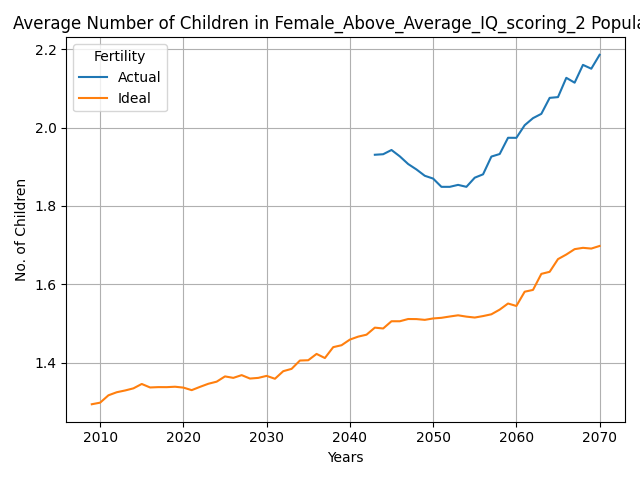 Average Number of Children in Female_Above_Average_IQ_scoring_2 Popula
Fertility
Actual
Ideal
No. of Children
2.2
2.0
1.8
1.6
1.4
2010 2020 2030 2040 2050 2060 2070
Years